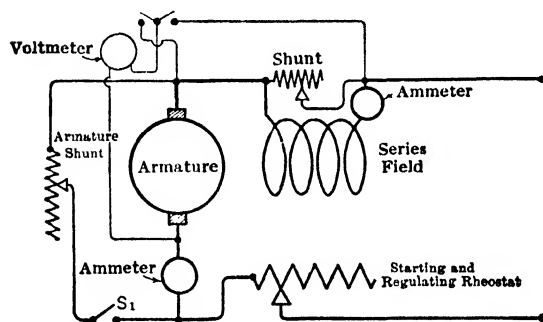 Voltmeter
Shunt
Ammeter
Armature
Shunt
Armature
Series
Field
Ammeter
Starting and
Regulating Rheostat
S1